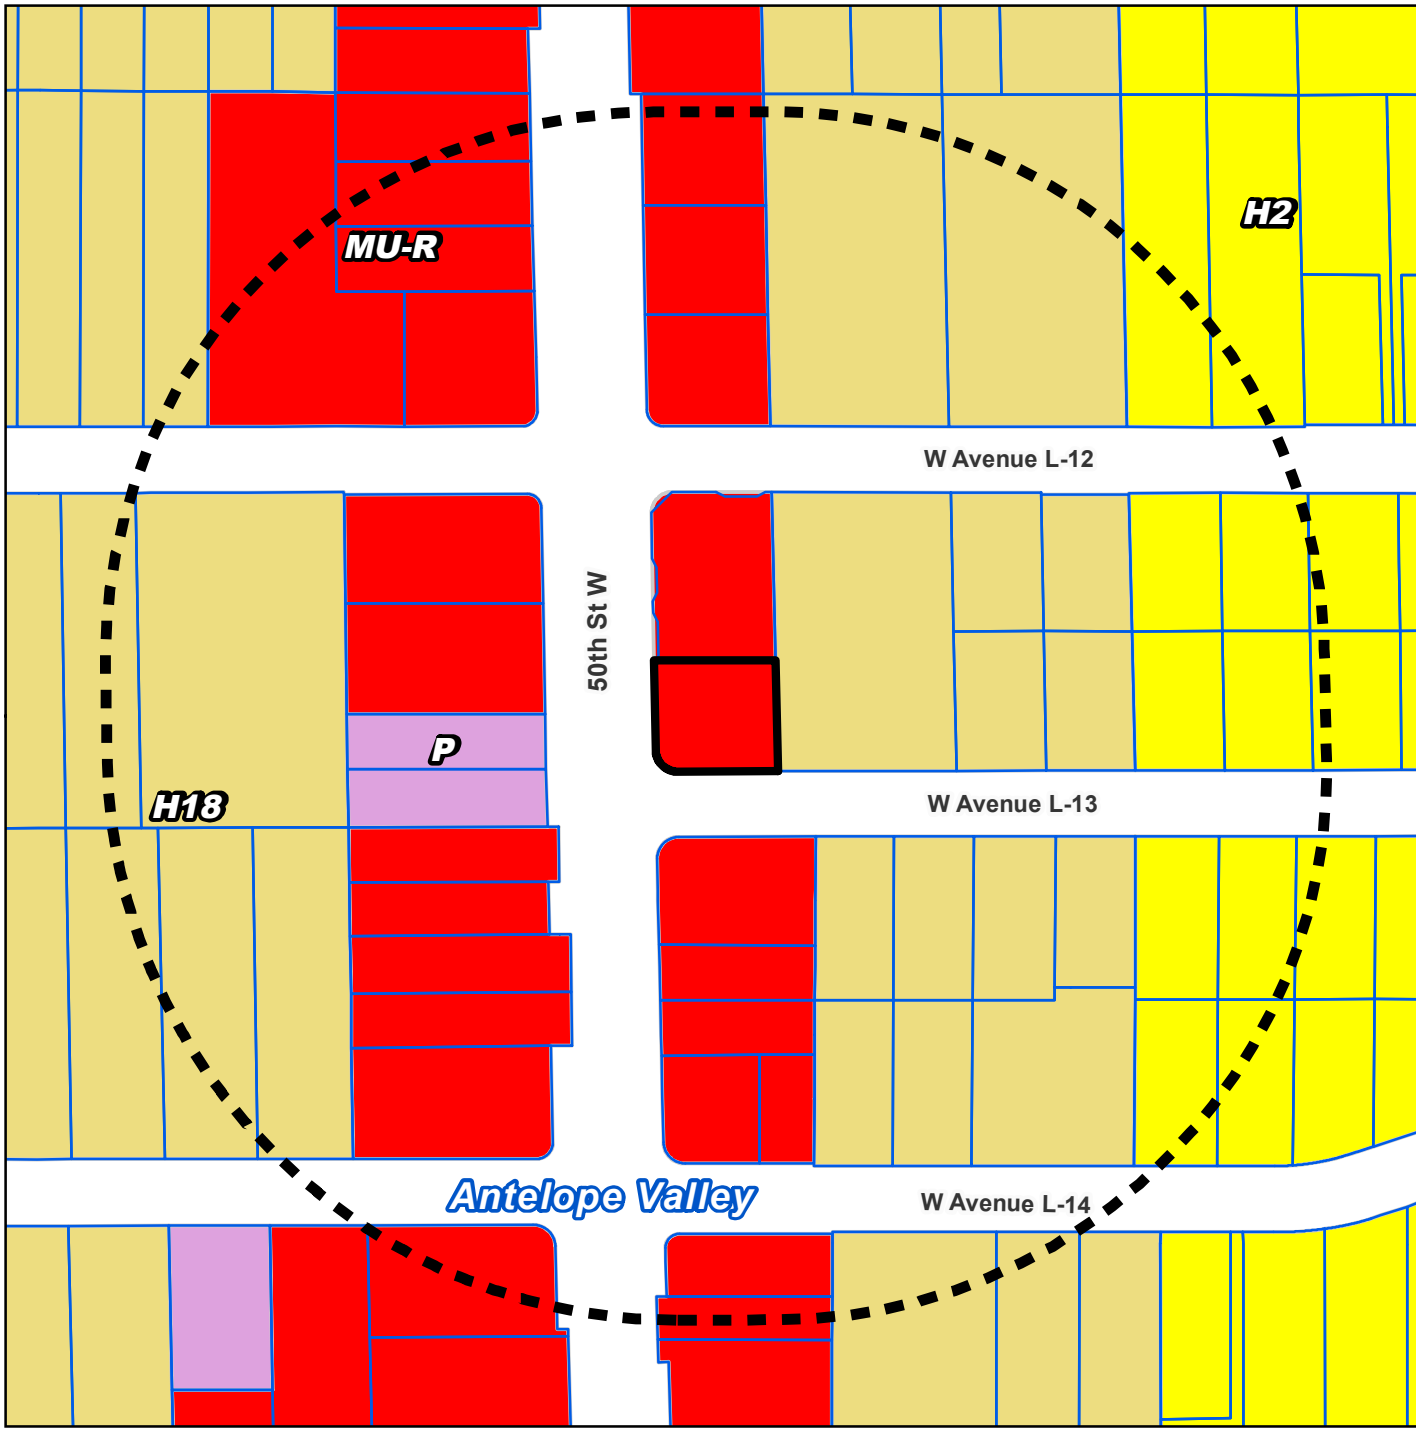 H2
MU-R
W Avenue L-12
50th St W
P
H18
W Avenue L-13
Antelope Valley
W Avenue L-14